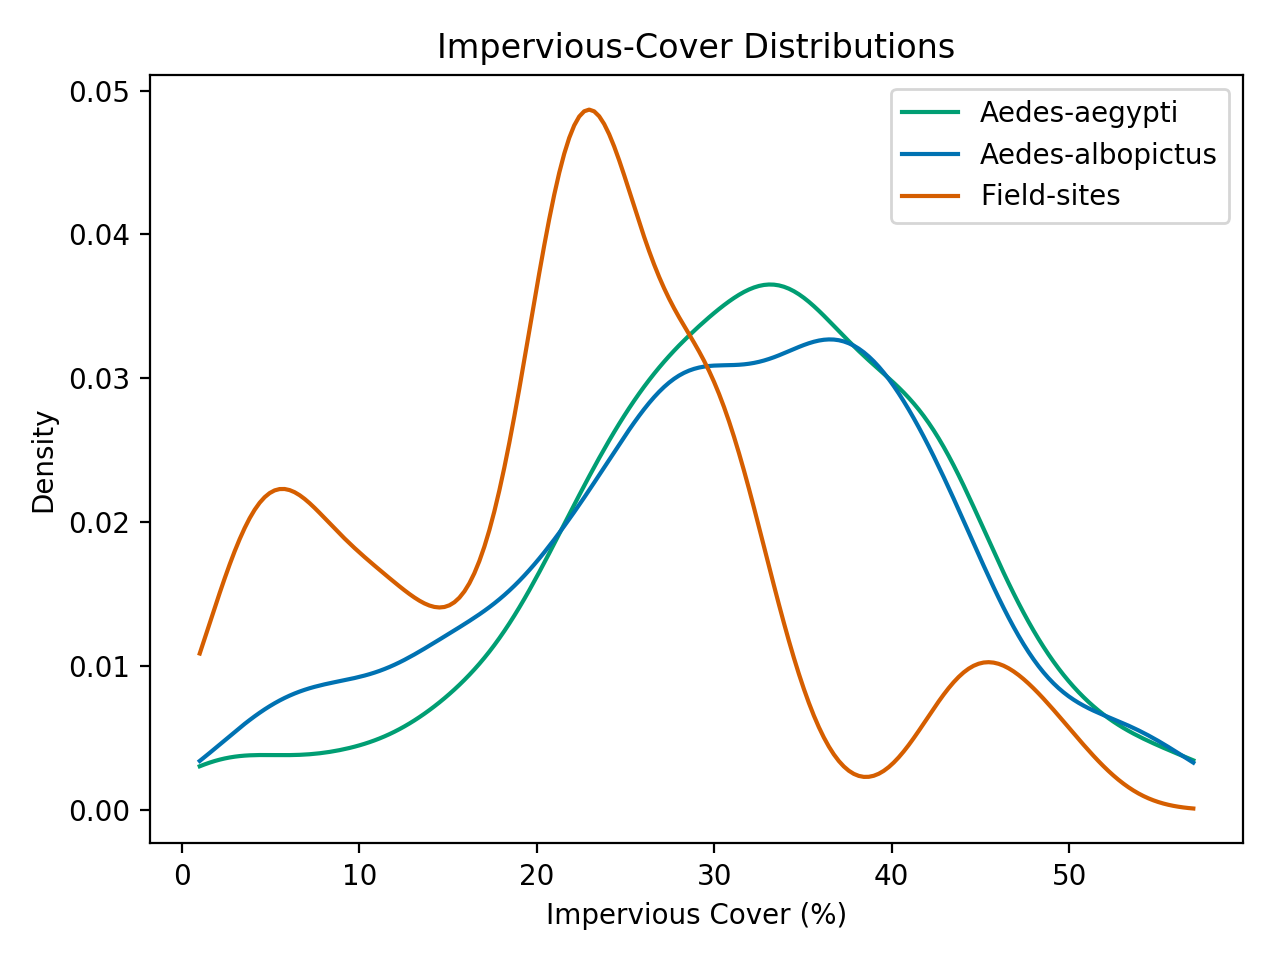 Impervious-Cover Distributions
0.05
0.04
0.03
0.02
0.01
0.00
Density
Aedes-aegypti
Aedes-albopictus
Field-sites
0 10 20 30 40 50
Impervious Cover (%)